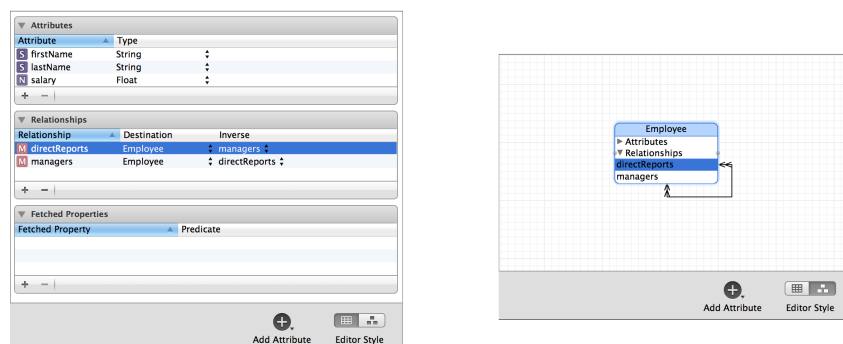 Attributes
Attribute Type
S firstName String
S lastName String
N salary Float
+ −
Relationships
Relationship Destination Inverse
M directReports Employee managers
M managers Employee directReports
+ −
Fetched Properties
Fetched Property Predicate
+ −
Add Attribute Editor Style
Employee
Attributes
Relationships
directReports
managers
Add Attribute Editor Style